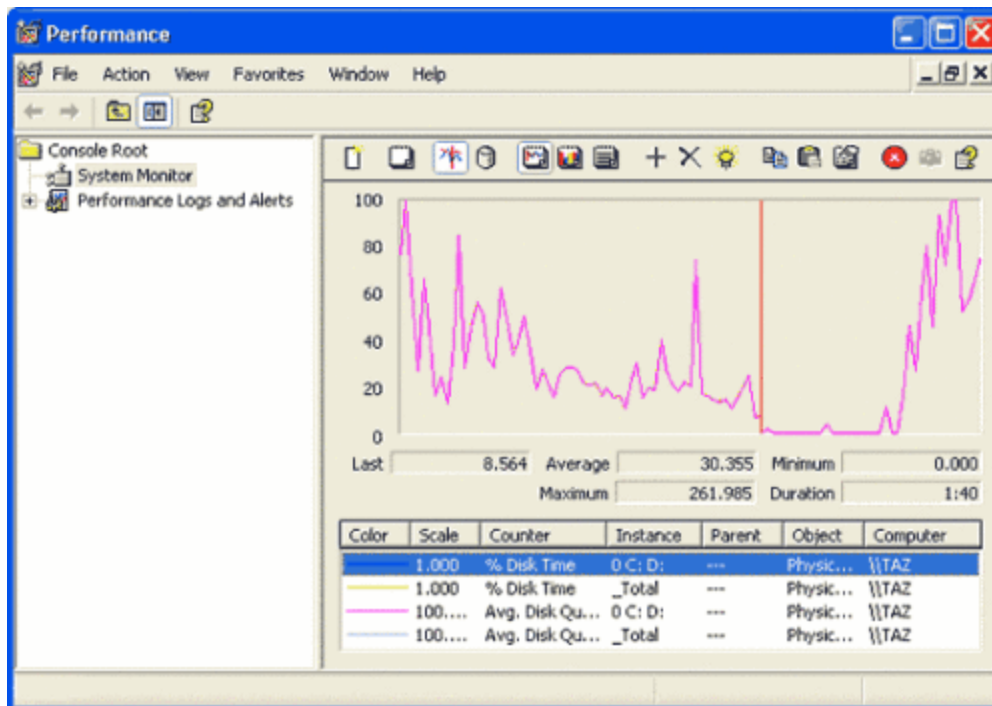 Performance
File Action View Favorites Window Help
Console Root
System Monitor
Performance Logs and Alerts
100
80
60
40
20
0
Last 8.564 Average 30.355 Minimum 0.000
Maximum 261.985 Duration 1:40
Color Scale Counter Instance Parent Object Computer
1.000 % Disk Time 0 C: D: --- Physic... \\TAZ
1.000 % Disk Time _Total --- Physic... \\TAZ
100.... Avg. Disk Qu... 0 C: D: --- Physic... \\TAZ
100.... Avg. Disk Qu... _Total --- Physic... \\TAZ